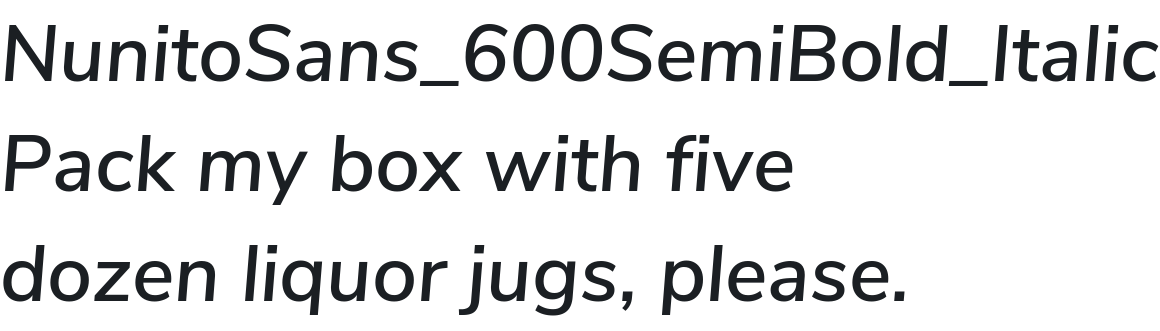 NunitoSans_600SemiBold_Italic
Pack my box with five
dozen liquor jugs, please.